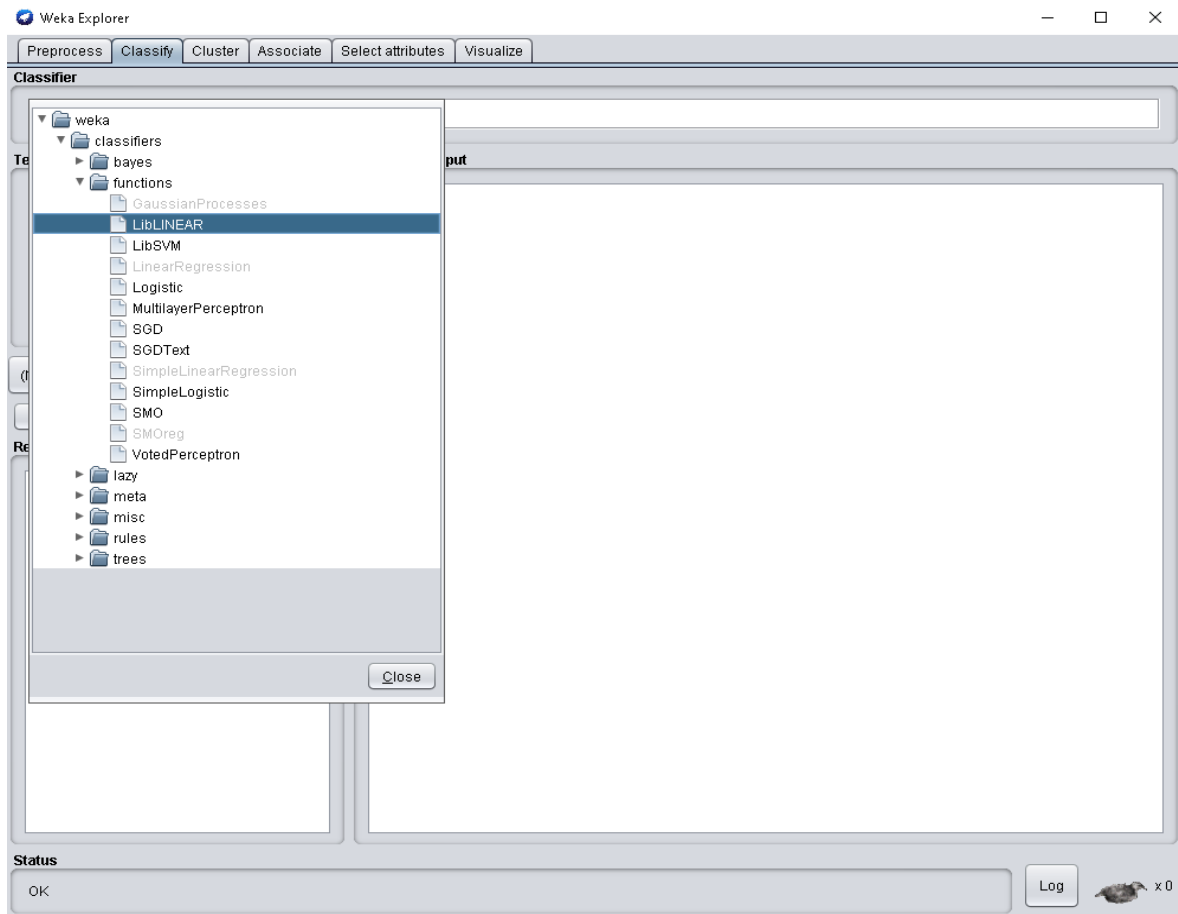 Weka Explorer
Preprocess Classify Cluster Associate Select attributes Visualize
Classifier
weka
classifiers
Te
bayes
put
functions
GaussianProcesses
LibLINEAR
LibSVM
LinearRegression
Logistic
MultilayerPerceptron
SGD
SGDText
SimpleLinearRegression
SimpleLogistic
SMO
SMOreg
Re
VotedPerceptron
lazy
meta
misc
rules
trees
Close
Status
OK
Log
x 0